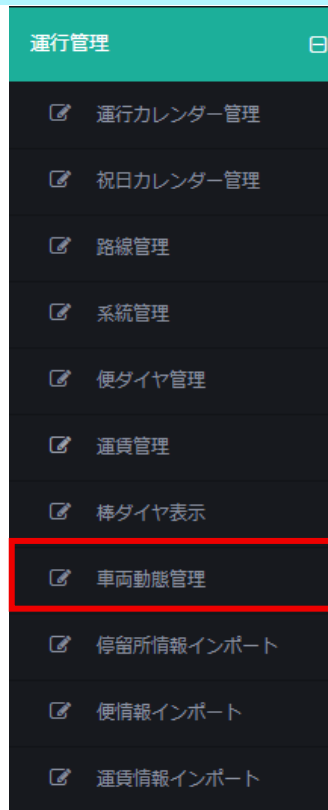 運行管理
運行カレンダー管理
祝日カレンダー管理
路線管理
系統管理
便ダイヤ管理
運賃管理
棒ダイヤ表示
車両動態管理
停留所情報インポート
便情報インポート
運賃情報インポート